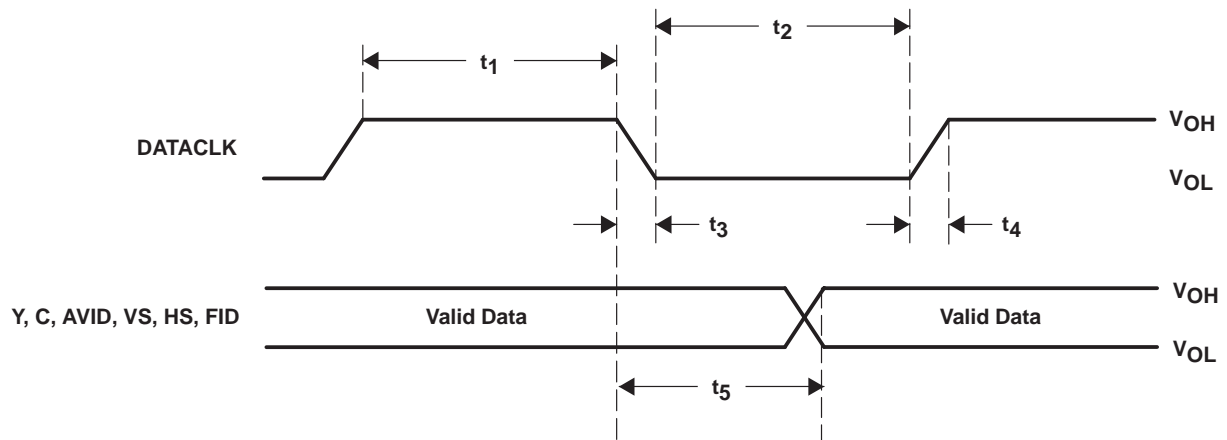 t2
t1
DATACLK
VOH
VOL
t3
t4
Y, C, AVID, VS, HS, FID
Valid Data
Valid Data
VOH
VOL
t5